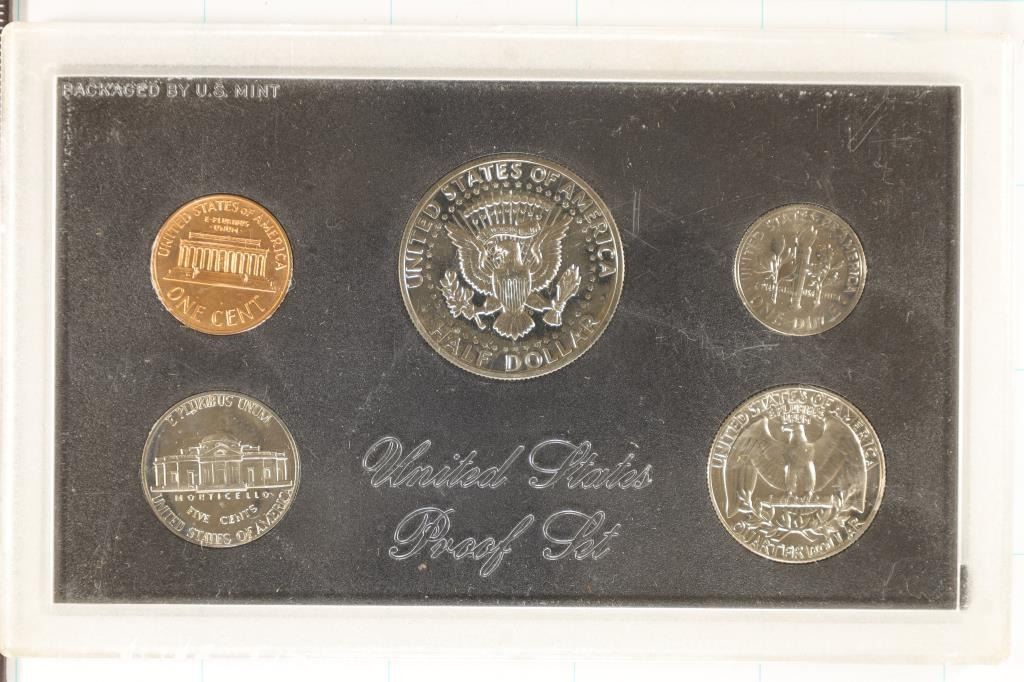 PACKAGED BY U.S. MINT
UNITED STATES OF AMERICA
E·PLURIBUS
·UNUM·
ONE CENT
UNITED STATES OF AMERICA
HALF DOLLAR
UNITED STATES OF AMERICA
ONE DIME
E PLURIBUS UNUM
MONTICELLO
FIVE CENTS
UNITED STATES OF AMERICA
UNITED STATES OF AMERICA
E·PLURIBUS
UNUM
QUARTER DOLLAR
United States
Proof Set